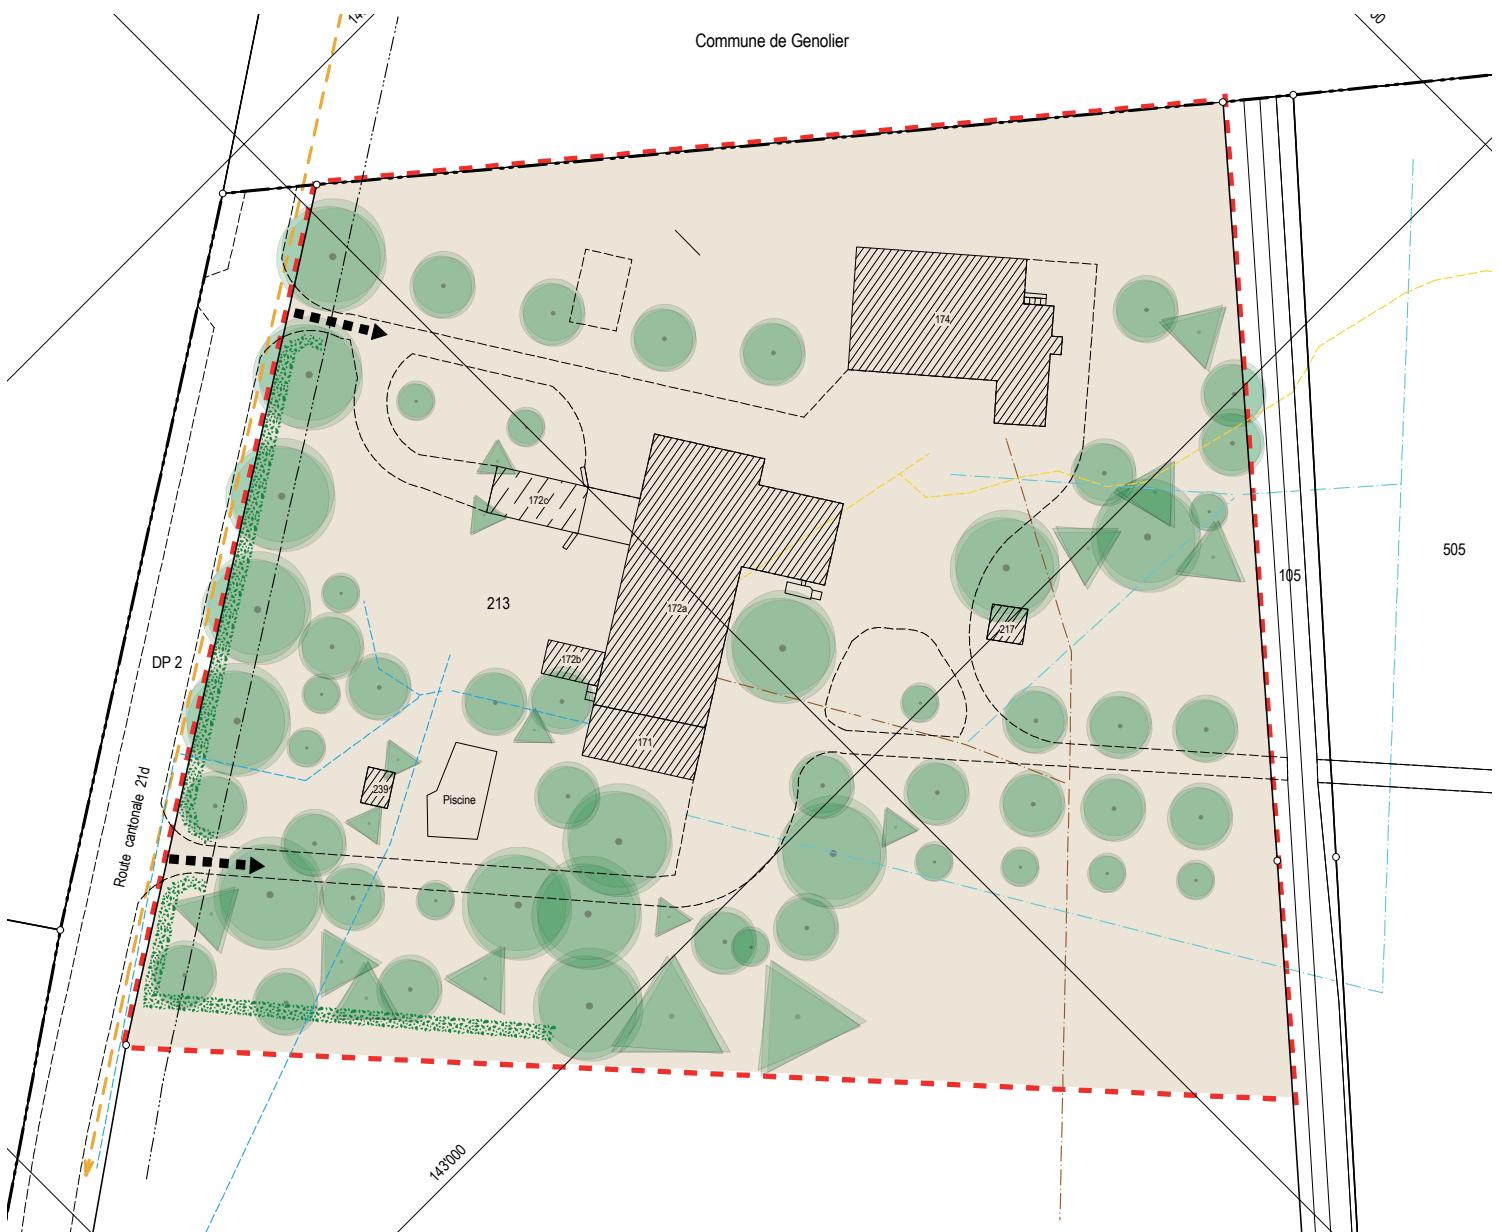 Commune de Genolier
174
172c
505
105
213
172a
217
172b
DP 2
171
239
Piscine
Route cantonale 21d
143'000